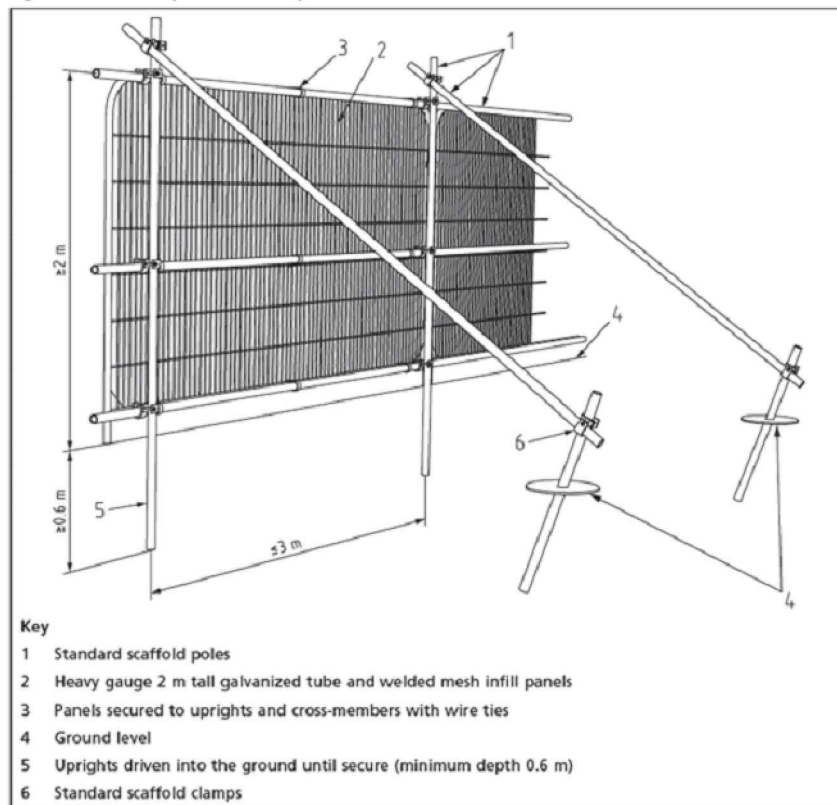 1
3
2
≥2 m
4
6
≥0.6 m
5
≤3 m
4
Key
1 Standard scaffold poles
2 Heavy gauge 2 m tall galvanized tube and welded mesh infill panels
3 Panels secured to uprights and cross-members with wire ties
4 Ground level
5 Uprights driven into the ground until secure (minimum depth 0.6 m)
6 Standard scaffold clamps